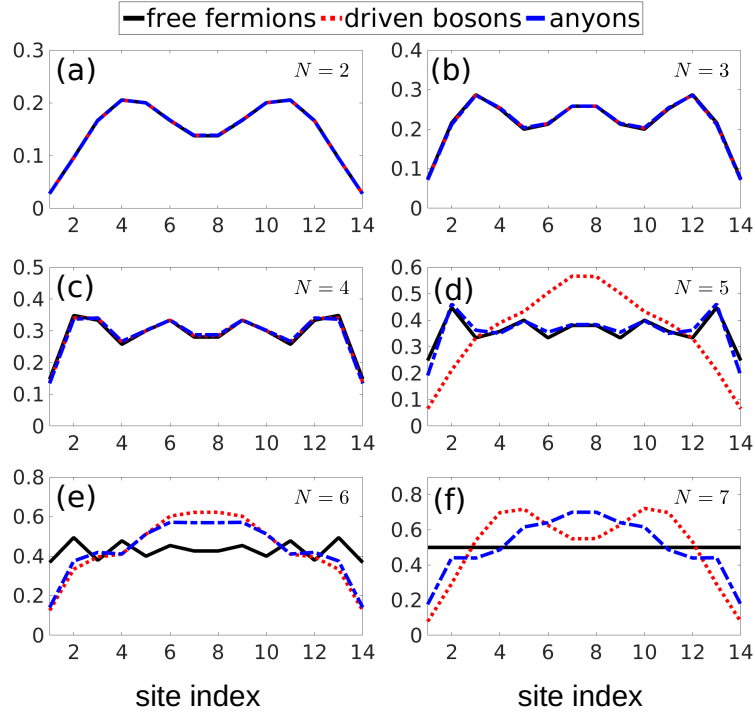 free fermions driven bosons anyons
(a) N = 2
0.3
0.2
0.1
0
2 4 6 8 10 12 14
(b) N = 3
0.4
0.3
0.2
0.1
0
2 4 6 8 10 12 14
(c) N = 4
0.5
0.4
0.3
0.2
0.1
0
2 4 6 8 10 12 14
(d) N = 5
0.6
0.5
0.4
0.3
0.2
0.1
0
2 4 6 8 10 12 14
(e) N = 6
0.8
0.6
0.4
0.2
0
2 4 6 8 10 12 14
site index
(f) N = 7
0.8
0.6
0.4
0.2
0
2 4 6 8 10 12 14
site index